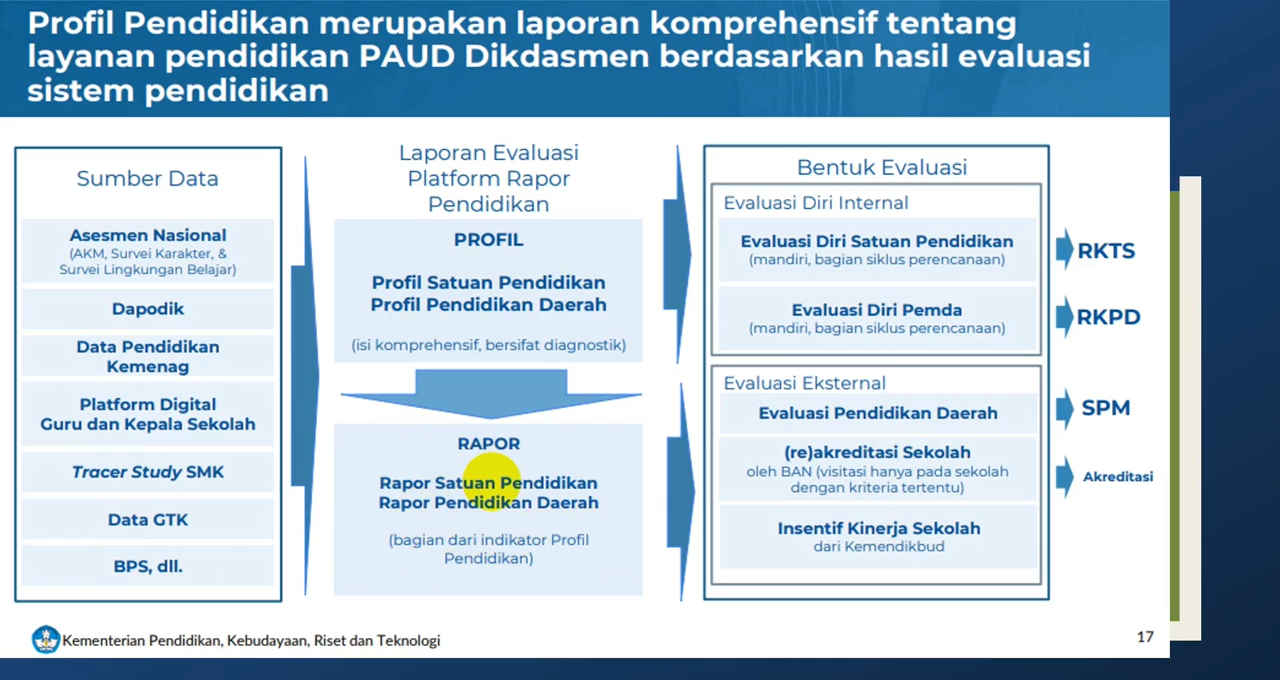 Profil Pendidikan merupakan laporan komprehensif tentang
layanan pendidikan PAUD Dikdasmen berdasarkan hasil evaluasi
sistem pendidikan
Sumber Data
Asesmen Nasional
(AKM, Survei Karakter, &
Survei Lingkungan Belajar)
Dapodik
Data Pendidikan
Kemenag
Platform Digital
Guru dan Kepala Sekolah
Tracer Study SMK
Data GTK
BPS, dll.
Laporan Evaluasi
Platform Rapor
Pendidikan
PROFIL
Profil Satuan Pendidikan
Profil Pendidikan Daerah
(isi komprehensif, bersifat diagnostik)
RAPOR
Rapor Satuan Pendidikan
Rapor Pendidikan Daerah
(bagian dari indikator Profil
Pendidikan)
Bentuk Evaluasi
Evaluasi Diri Internal
Evaluasi Diri Satuan Pendidikan
(mandiri, bagian siklus perencanaan)
Evaluasi Diri Pemda
(mandiri, bagian siklus perencanaan)
Evaluasi Eksternal
Evaluasi Pendidikan Daerah
(re)akreditasi Sekolah
oleh BAN (visitasi hanya pada sekolah
dengan kriteria tertentu)
Insentif Kinerja Sekolah
dari Kemendikbud
RKTS
RKPD
SPM
Akreditasi
Kementerian Pendidikan, Kebudayaan, Riset dan Teknologi
17